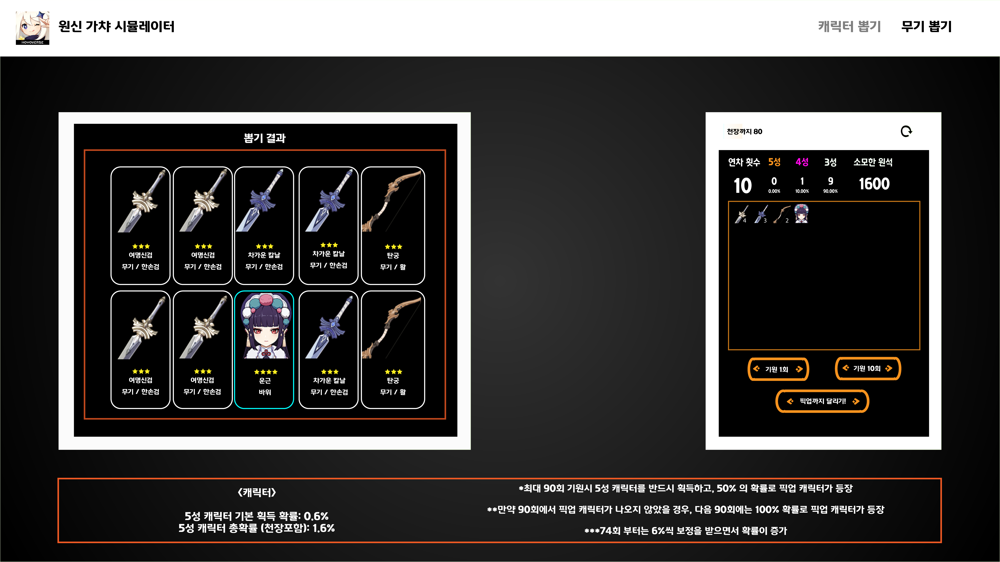 HOYOVERSE
원신 가챠 시뮬레이터
캐릭터 뽑기
무기 뽑기
뽑기 결과
여명신검
무기 / 한손검
여명신검
무기 / 한손검
차가운 칼날
무기 / 한손검
차가운 칼날
무기 / 한손검
탄궁
무기 / 활
여명신검
무기 / 한손검
여명신검
무기 / 한손검
운근
바위
차가운 칼날
무기 / 한손검
탄궁
무기 / 활
천장까지 80
연차 횟수 5성 4성 3성 소모한 원석
10 0 1 9 1600
0.00% 10.00% 90.00%
4 3 2
기원 1회
기원 10회
픽업까지 달리기!
<캐릭터>
5성 캐릭터 기본 획득 확률: 0.6%
5성 캐릭터 총확률 (천장포함): 1.6%
*최대 90회 기원시 5성 캐릭터를 반드시 획득하고, 50% 의 확률로 픽업 캐릭터가 등장
**만약 90회에서 픽업 캐릭터가 나오지 않았을 경우, 다음 90회에는 100% 확률로 픽업 캐릭터가 등장
***74회 부터는 6%씩 보정을 받으면서 확률이 증가